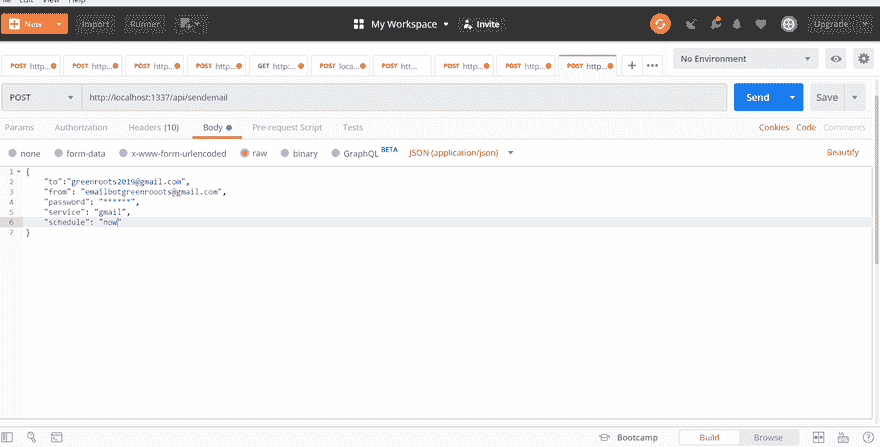 File Edit View Help
New Import Runner My Workspace Invite Upgrade
POST http... POST http... POST http... POST http... GET http:... POST loca... POST htt... POST http... POST http... POST http... No Environment
POST http://localhost:1337/api/sendemail Send Save
Params Authorization Headers (10) Body Pre-request Script Tests Cookies Code Comments
none form-data x-www-form-urlencoded raw binary GraphQL BETA JSON (application/json) Beautify
1 {
2 "to":"greenroots2019@gmail.com",
3 "from": "emailbotgreenrooots@gmail.com",
4 "password": "******",
5 "service": "gmail",
6 "schedule": "now"
7 }
Bootcamp Build Browse